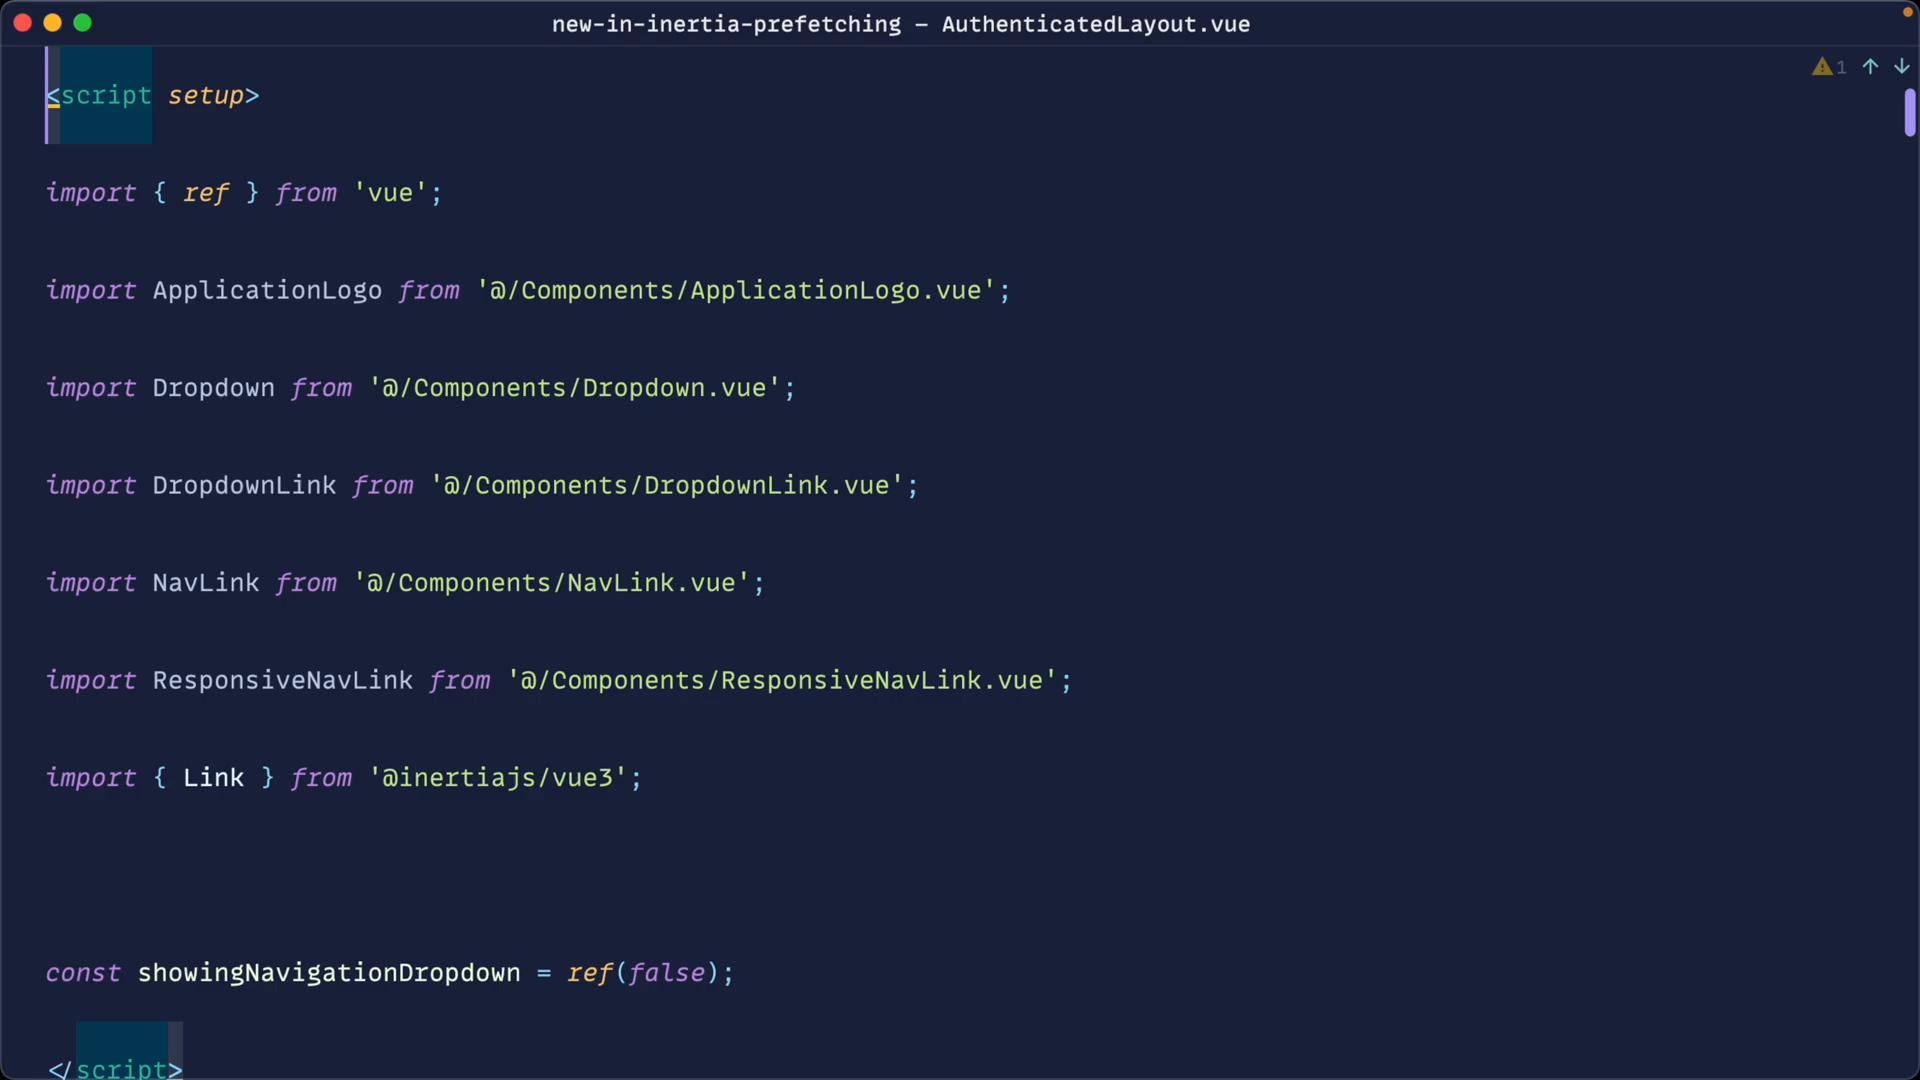 new-in-inertia-prefetching – AuthenticatedLayout.vue
1
<script setup>
import { ref } from 'vue';
import ApplicationLogo from '@/Components/ApplicationLogo.vue';
import Dropdown from '@/Components/Dropdown.vue';
import DropdownLink from '@/Components/DropdownLink.vue';
import NavLink from '@/Components/NavLink.vue';
import ResponsiveNavLink from '@/Components/ResponsiveNavLink.vue';
import { Link } from '@inertiajs/vue3';
const showingNavigationDropdown = ref(false);
</script>